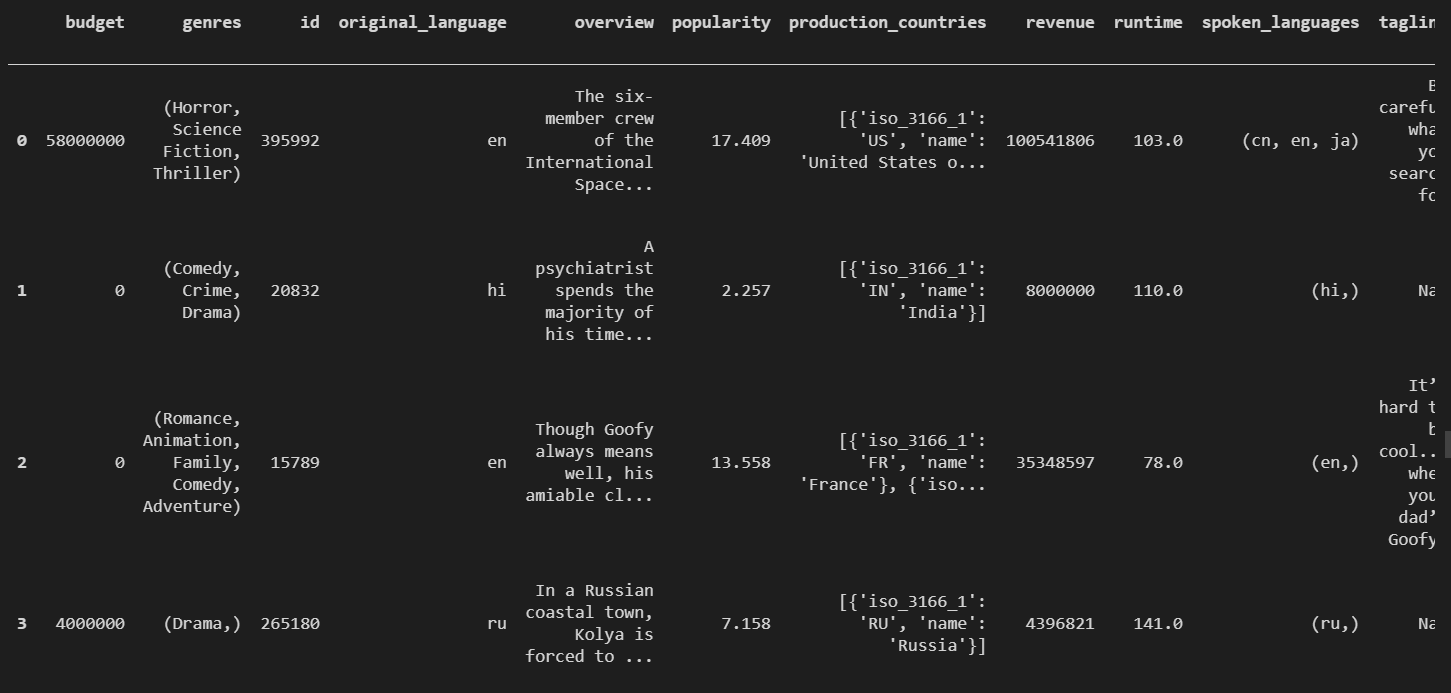 budget genres id original_language overview popularity production_countries revenue runtime spoken_languages taglin
0 58000000 (Horror, Science Fiction, Thriller) 395992 en The six-member crew of the International Space... 17.409 [{'iso_3166_1': 'US', 'name': 'United States o... 100541806 103.0 (cn, en, ja) B carefu wha yo searc fo
1 0 (Comedy, Crime, Drama) 20832 hi A psychiatrist spends the majority of his time... 2.257 [{'iso_3166_1': 'IN', 'name': 'India'}] 8000000 110.0 (hi,) Na
2 0 (Romance, Animation, Family, Comedy, Adventure) 15789 en Though Goofy always means well, his amiable cl... 13.558 [{'iso_3166_1': 'FR', 'name': 'France'}, {'iso... 35348597 78.0 (en,) It’ hard t b cool.. whe you dad’ Goofy
3 4000000 (Drama,) 265180 ru In a Russian coastal town, Kolya is forced to ... 7.158 [{'iso_3166_1': 'RU', 'name': 'Russia'}] 4396821 141.0 (ru,) Na